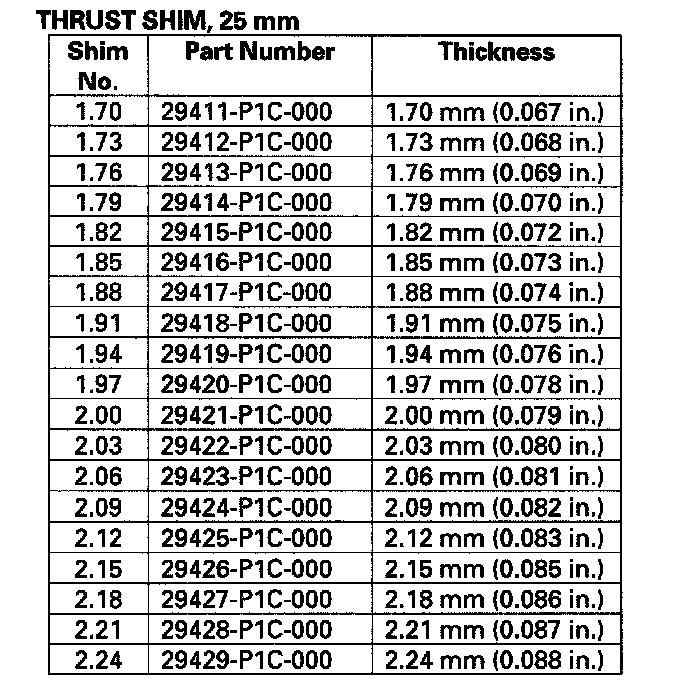 THRUST SHIM, 25 mm
Shim No. Part Number Thickness
1.70 29411-P1C-000 1.70 mm (0.067 in.)
1.73 29412-P1C-000 1.73 mm (0.068 in.)
1.76 29413-P1C-000 1.76 mm (0.069 in.)
1.79 29414-P1C-000 1.79 mm (0.070 in.)
1.82 29415-P1C-000 1.82 mm (0.072 in.)
1.85 29416-P1C-000 1.85 mm (0.073 in.)
1.88 29417-P1C-000 1.88 mm (0.074 in.)
1.91 29418-P1C-000 1.91 mm (0.075 in.)
1.94 29419-P1C-000 1.94 mm (0.076 in.)
1.97 29420-P1C-000 1.97 mm (0.078 in.)
2.00 29421-P1C-000 2.00 mm (0.079 in.)
2.03 29422-P1C-000 2.03 mm (0.080 in.)
2.06 29423-P1C-000 2.06 mm (0.081 in.)
2.09 29424-P1C-000 2.09 mm (0.082 in.)
2.12 29425-P1C-000 2.12 mm (0.083 in.)
2.15 29426-P1C-000 2.15 mm (0.085 in.)
2.18 29427-P1C-000 2.18 mm (0.086 in.)
2.21 29428-P1C-000 2.21 mm (0.087 in.)
2.24 29429-P1C-000 2.24 mm (0.088 in.)